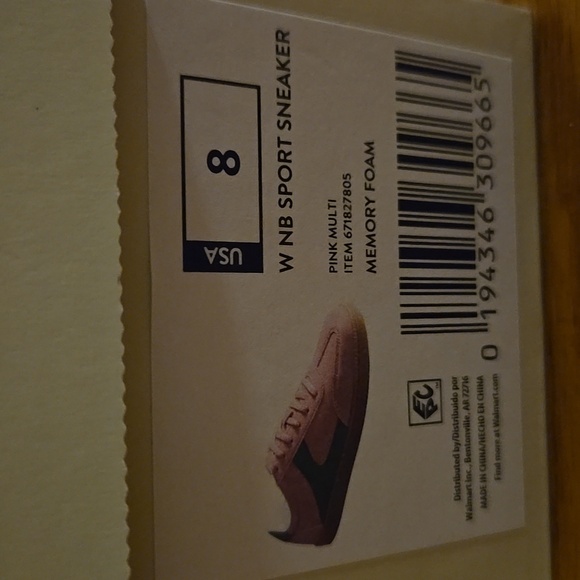 USA
8
W NB SPORT SNEAKER
PINK MULTI
ITEM 671827805
MEMORY FOAM
0 194346 309665
EPC
Distributed by/Distribuido por
Walmart Inc., Bentonville, AR 72716
MADE IN CHINA/HECHO EN CHINA
Find more at Walmart.com